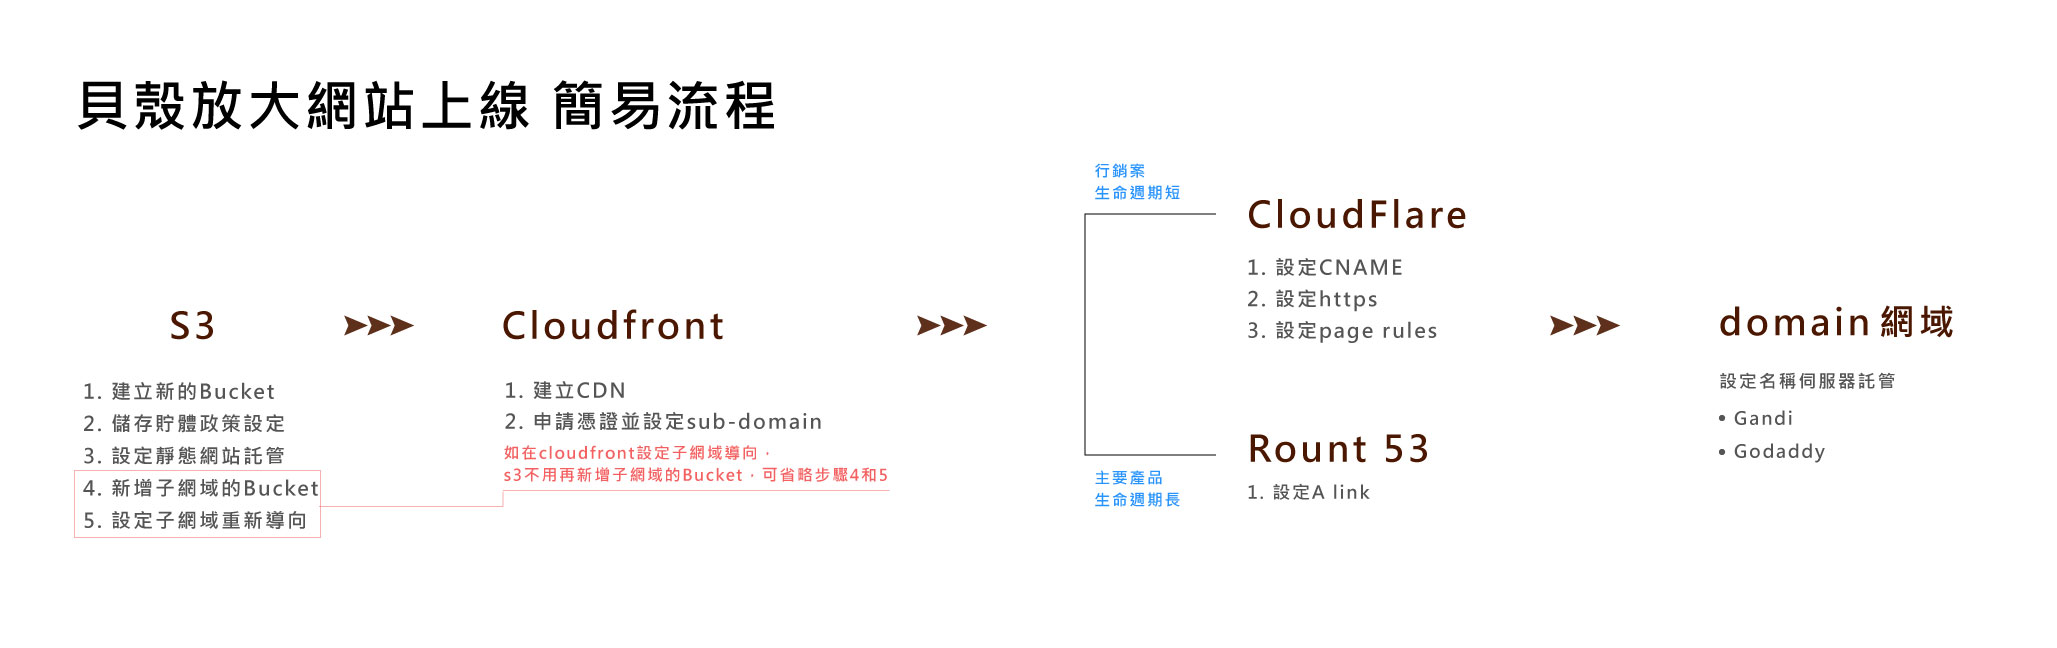 貝殼放大網站上線 簡易流程
S3
1. 建立新的Bucket
2. 儲存貯體政策設定
3. 設定靜態網站託管
4. 新增子網域的Bucket
5. 設定子網域重新導向
Cloudfront
1. 建立CDN
2. 申請憑證並設定sub-domain
如在cloudfront設定子網域導向，
s3不用再新增子網域的Bucket，可省略步驟4和5
行銷案
生命週期短
CloudFlare
1. 設定CNAME
2. 設定https
3. 設定page rules
主要產品
生命週期長
Rount 53
1. 設定A link
domain 網域
設定名稱伺服器託管
• Gandi
• Godaddy